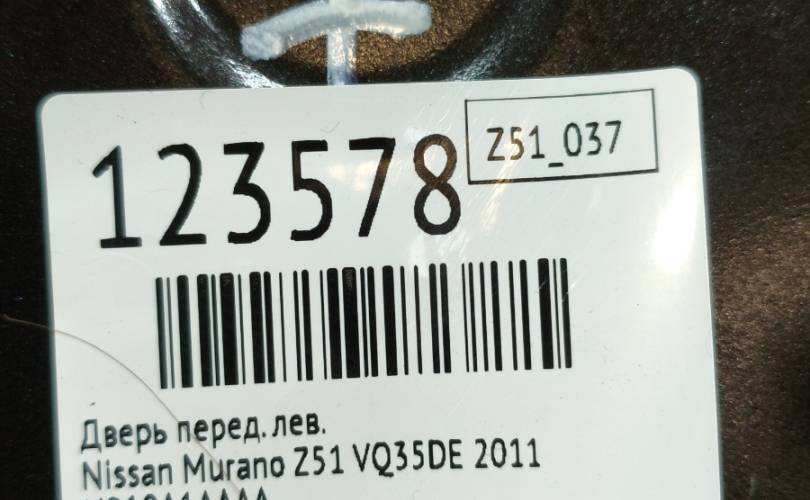 123578
Z51_037
Дверь перед. лев.
Nissan Murano Z51 VQ35DE 2011